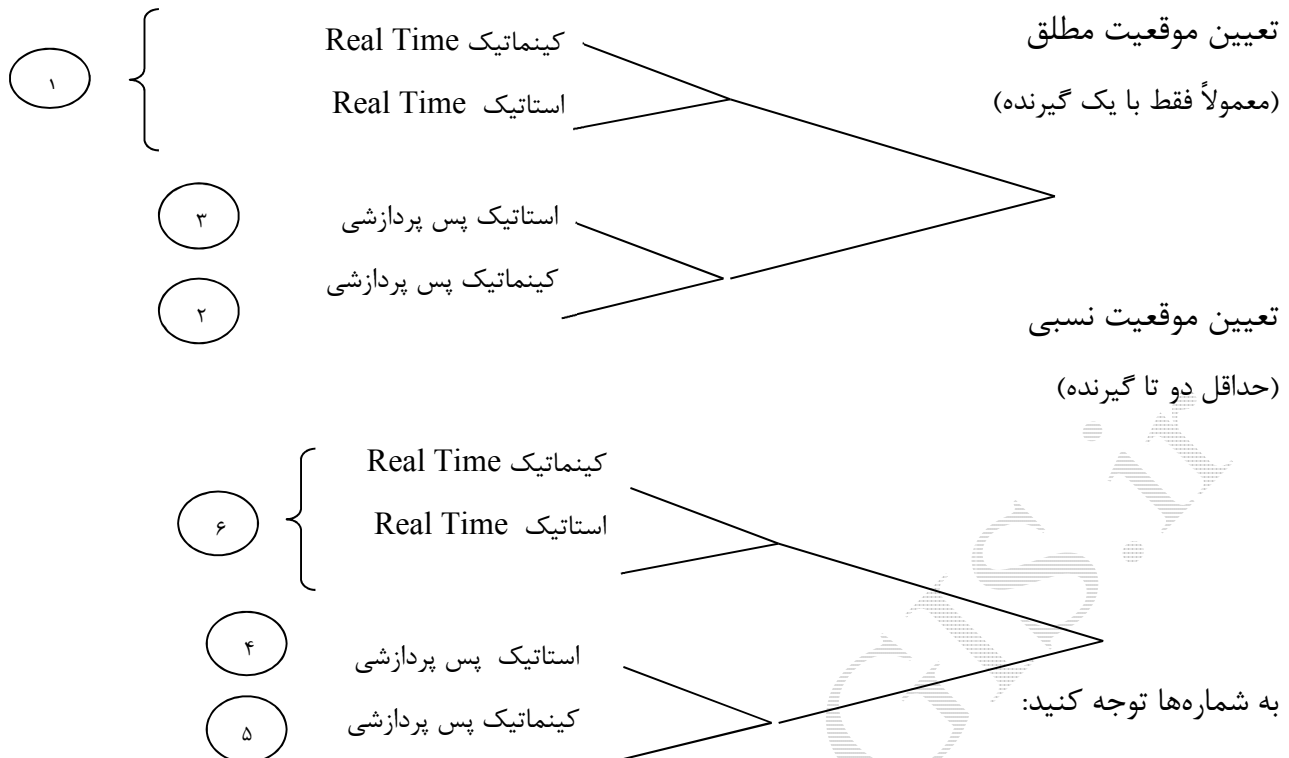 تعیین موقعیت مطلق
کینماتیک Real Time
۱
(معمولاً فقط با یک گیرنده)
استاتیک Real Time
استاتیک پس پردازشی
۳
کینماتیک پس پردازشی
۲
تعیین موقعیت نسبی
(حداقل دو تا گیرنده)
کینماتیک Real Time
استاتیک Real Time
۶
استاتیک پس پردازشی
۴
به شماره‌ها توجه کنید:
کینماتیک پس پردازشی
۵